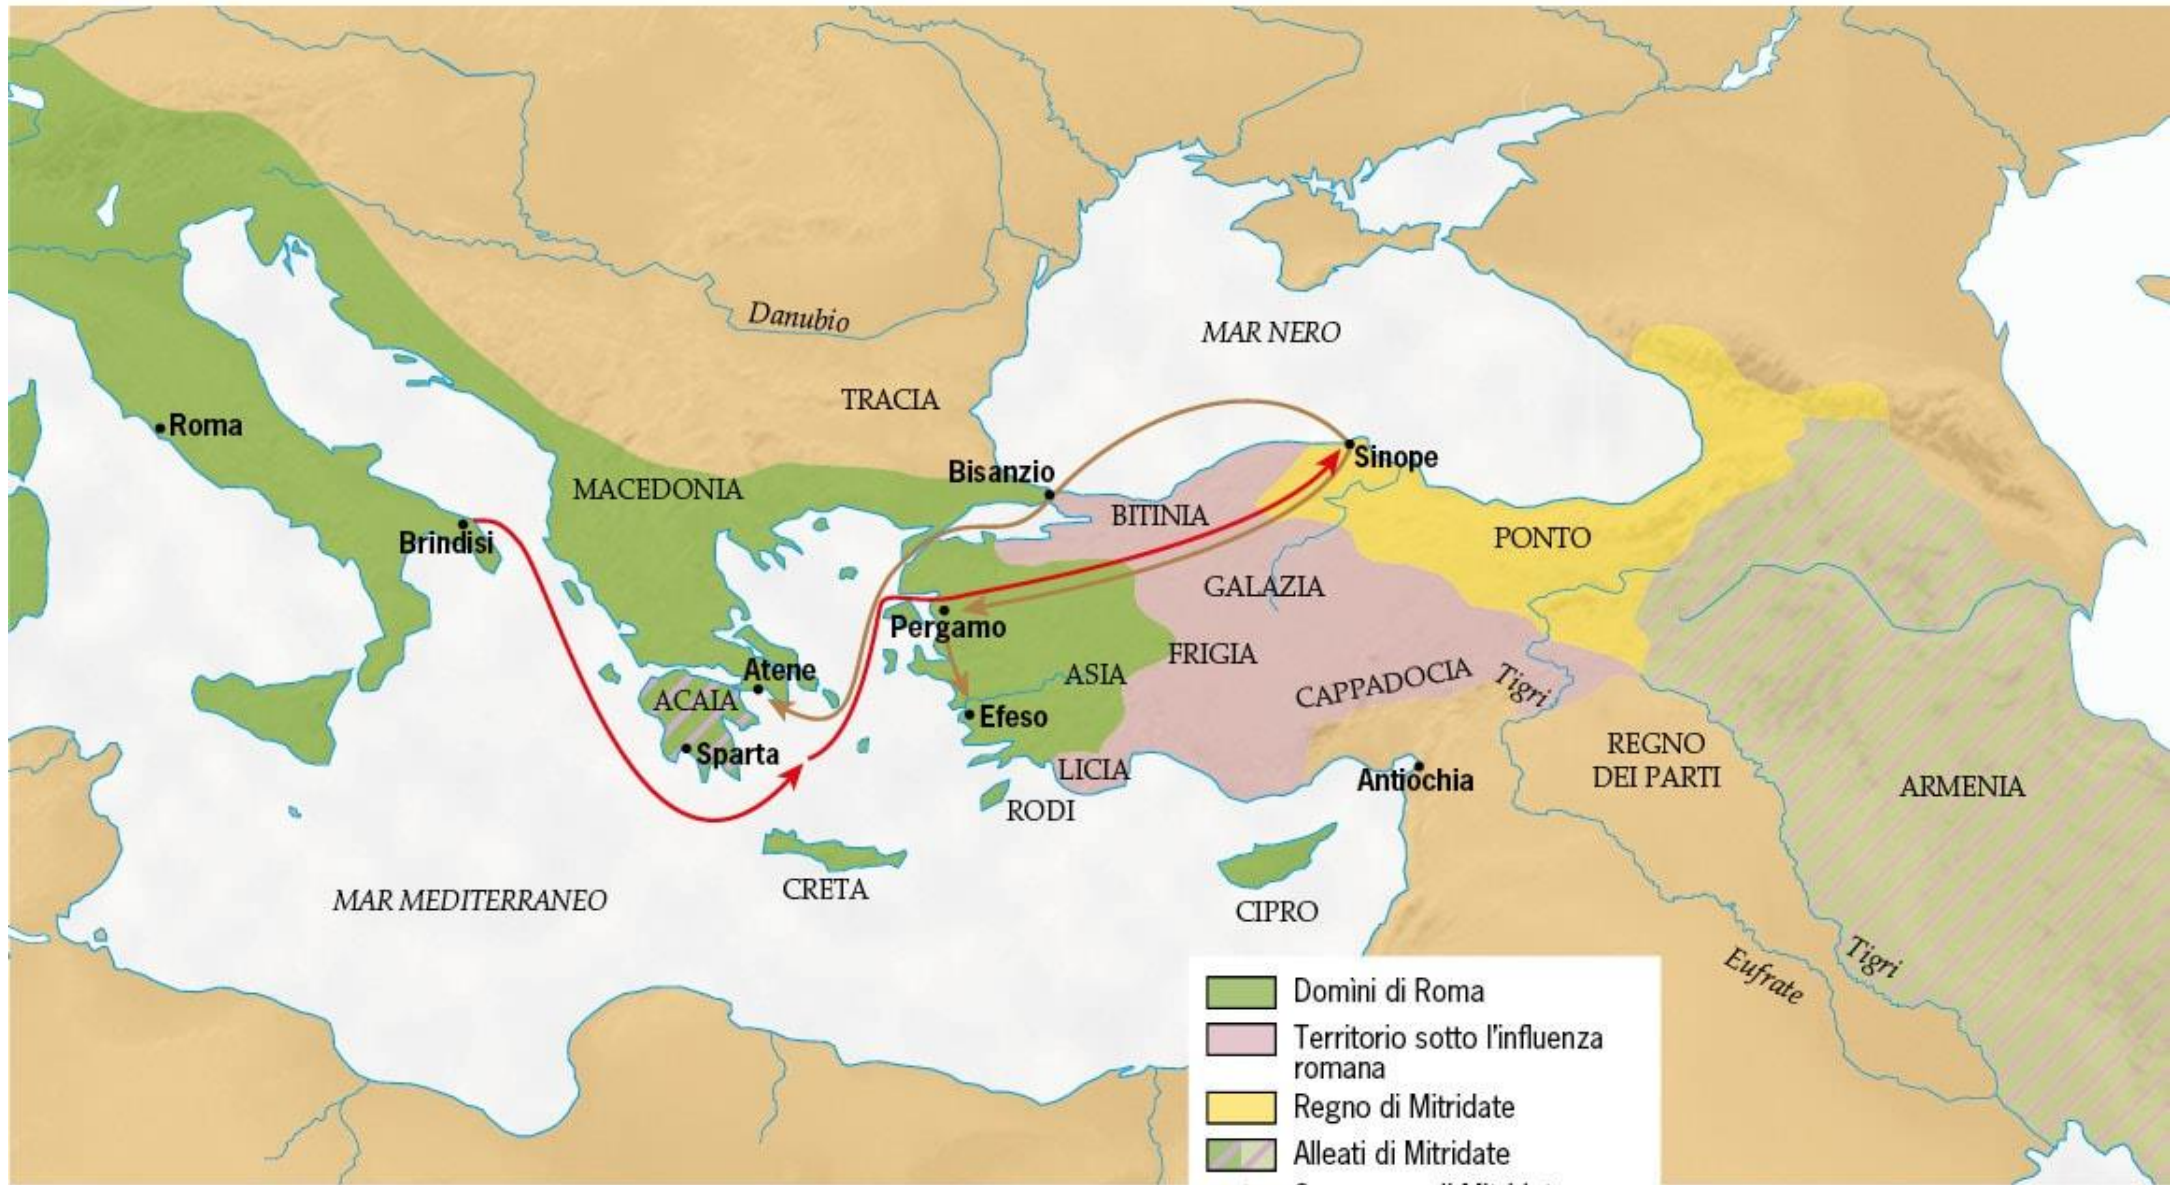 Danubio
MAR NERO
TRACIA
Roma
Sinope
Bisanzio
MACEDONIA
BITINIA
Brindisi
PONTO
GALAZIA
Pergamo
FRIGIA
Atene
ASIA
CAPPADOCIA
Tigri
ACAIA
Efeso
Sparta
REGNO
DEI PARTI
LICIA
Antiochia
ARMENIA
RODI
CRETA
MAR MEDITERRANEO
CIPRO
Eufrate
Tigri
Domìni di Roma
Territorio sotto l'influenza
romana
Regno di Mitridate
Alleati di Mitridate